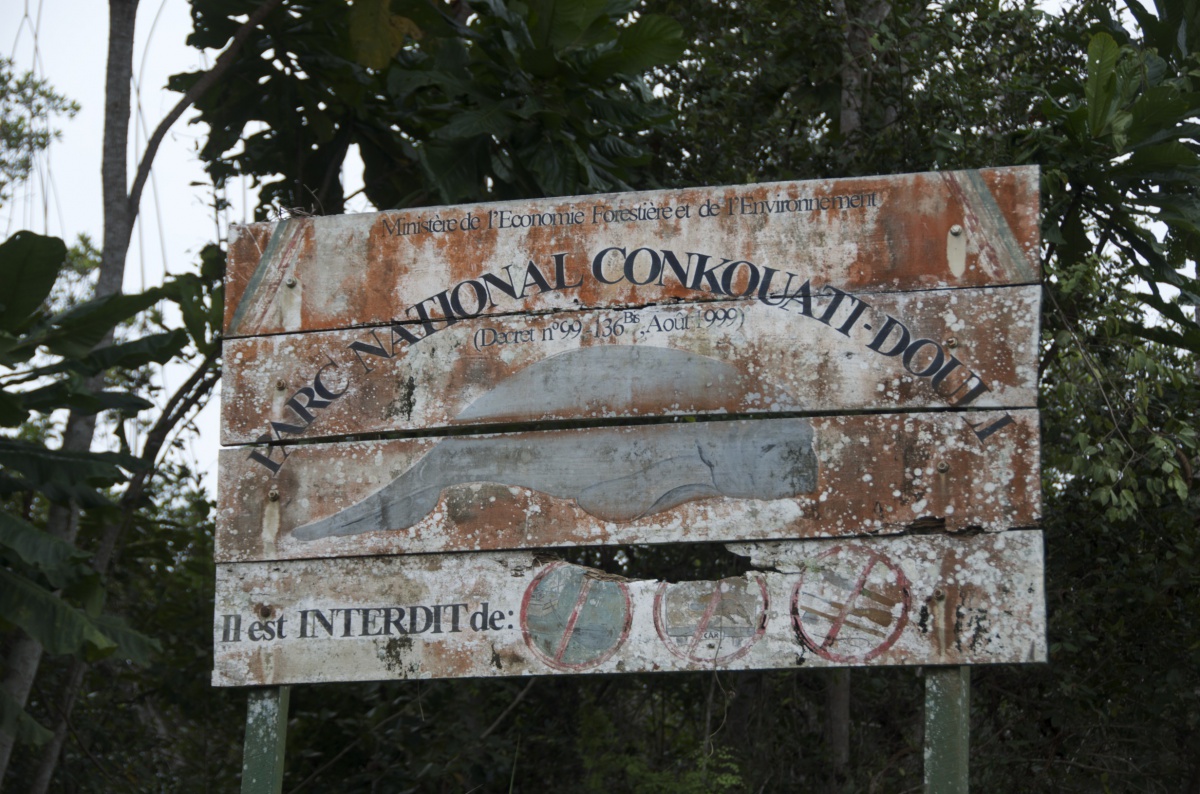 Ministère de l'Economie Forestière et de l'Environnement
PARC NATIONAL CONKOUATI-DOULI
(Décret n°99-136Bis, Août 1999)
Il est INTERDIT de: